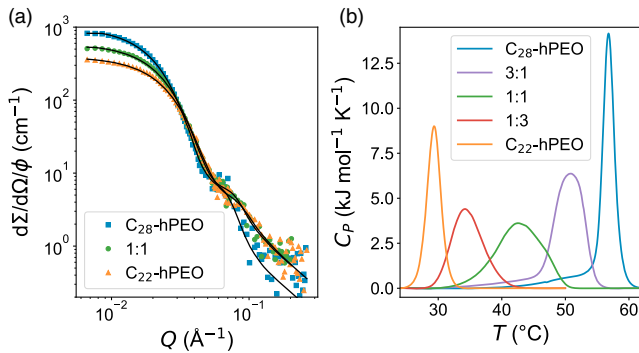 (a)
10³
10²
10¹
10⁰
dΣ/dΩ/ϕ (cm⁻¹)
C₂₈-hPEO
1:1
C₂₂-hPEO
10⁻²
10⁻¹
Q (Å⁻¹)
(b)
12.5
10.0
7.5
5.0
2.5
0.0
C_P (kJ mol⁻¹ K⁻¹)
C₂₈-hPEO
3:1
1:1
1:3
C₂₂-hPEO
30
40
50
60
T (°C)